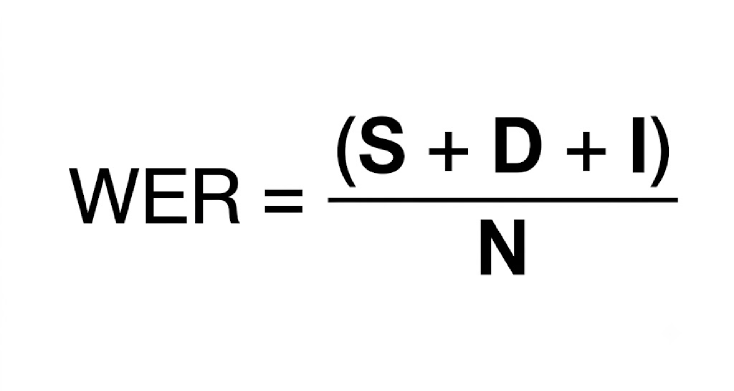 WER = (S + D + I)
N